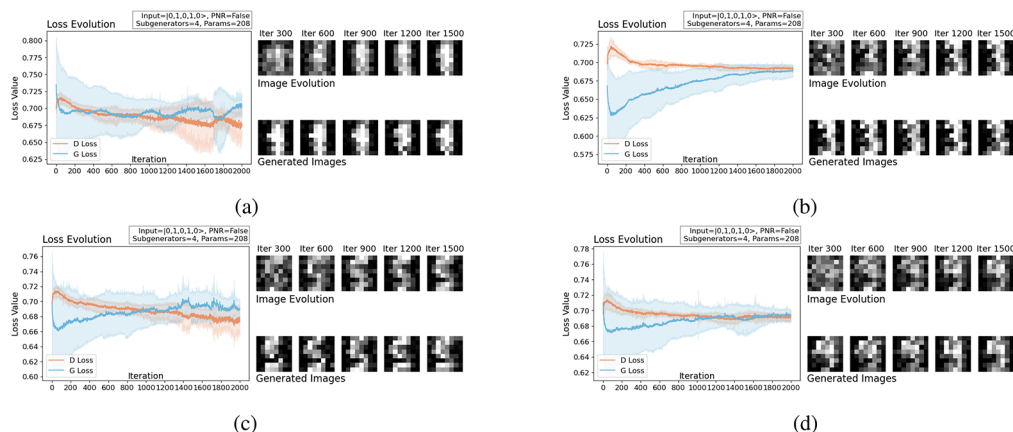 Loss Evolution
Input=|0,1,0,1,0>, PNR=False
Subgenerators=4, Params=208
Iter 300 Iter 600 Iter 900 Iter 1200 Iter 1500
0.800
0.775
0.750
0.725
0.700
0.675
0.650
0.625
Loss Value
D Loss
G Loss
Iteration
0 200 400 600 800 1000 1200 1400 1600 1800 2000
Image Evolution
Generated Images
(a)
Loss Evolution
Input=|0,1,0,1,0>, PNR=False
Subgenerators=4, Params=208
Iter 300 Iter 600 Iter 900 Iter 1200 Iter 1500
0.725
0.700
0.675
0.650
0.625
0.600
0.575
Loss Value
D Loss
G Loss
Iteration
0 200 400 600 800 1000 1200 1400 1600 1800 2000
Image Evolution
Generated Images
(b)
Loss Evolution
Input=|0,1,0,1,0>, PNR=False
Subgenerators=4, Params=208
Iter 300 Iter 600 Iter 900 Iter 1200 Iter 1500
0.76
0.74
0.72
0.70
0.68
0.66
0.64
0.62
0.60
Loss Value
D Loss
G Loss
Iteration
0 200 400 600 800 1000 1200 1400 1600 1800 2000
Image Evolution
Generated Images
(c)
Loss Evolution
Input=|0,1,0,1,0>, PNR=False
Subgenerators=4, Params=208
Iter 300 Iter 600 Iter 900 Iter 1200 Iter 1500
0.78
0.76
0.74
0.72
0.70
0.68
0.66
0.64
0.62
Loss Value
D Loss
G Loss
Iteration
0 200 400 600 800 1000 1200 1400 1600 1800 2000
Image Evolution
Generated Images
(d)